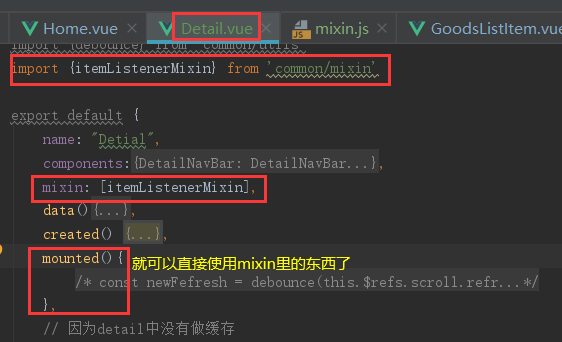 Home.vue × Detail.vue × mixin.js × GoodsListItem.vue
import {debounce} from 'common/utils'
import {itemListenerMixin} from 'common/mixin'
export default {
name: "Detial",
components:{DetailNavBar: DetailNavBar...},
mixin: [itemListenerMixin],
data(){...},
created() {...},
mounted(){ 就可以直接使用mixin里的东西了
/* const newFefresh = debounce(this.$refs.scroll.refr...*/
},
// 因为detail中没有做缓存